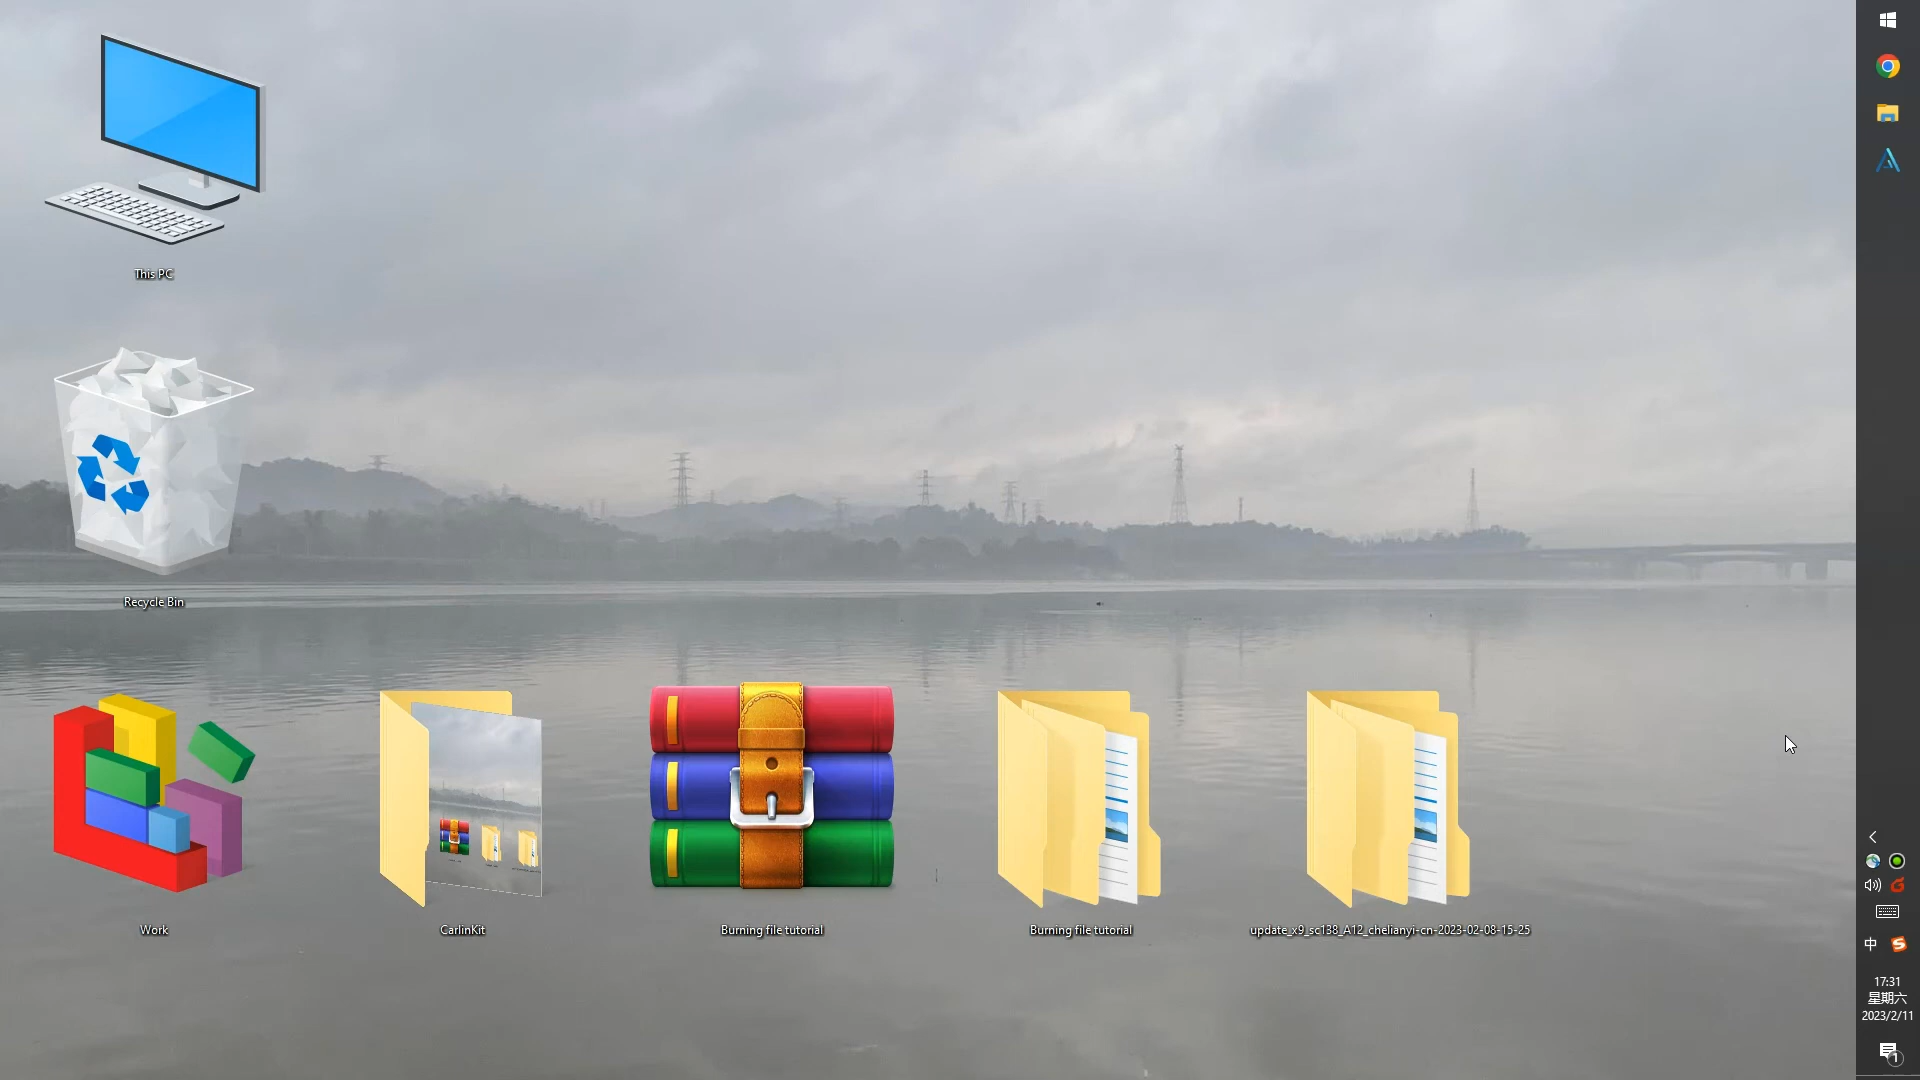 This PC
Recycle Bin
Work
CarlinKit
Burning file tutorial
Burning file tutorial
update_x9_sc138_A12_chelianyi-cn-2023-02-08-15-25
中
17:31
星期六
2023/2/11
1